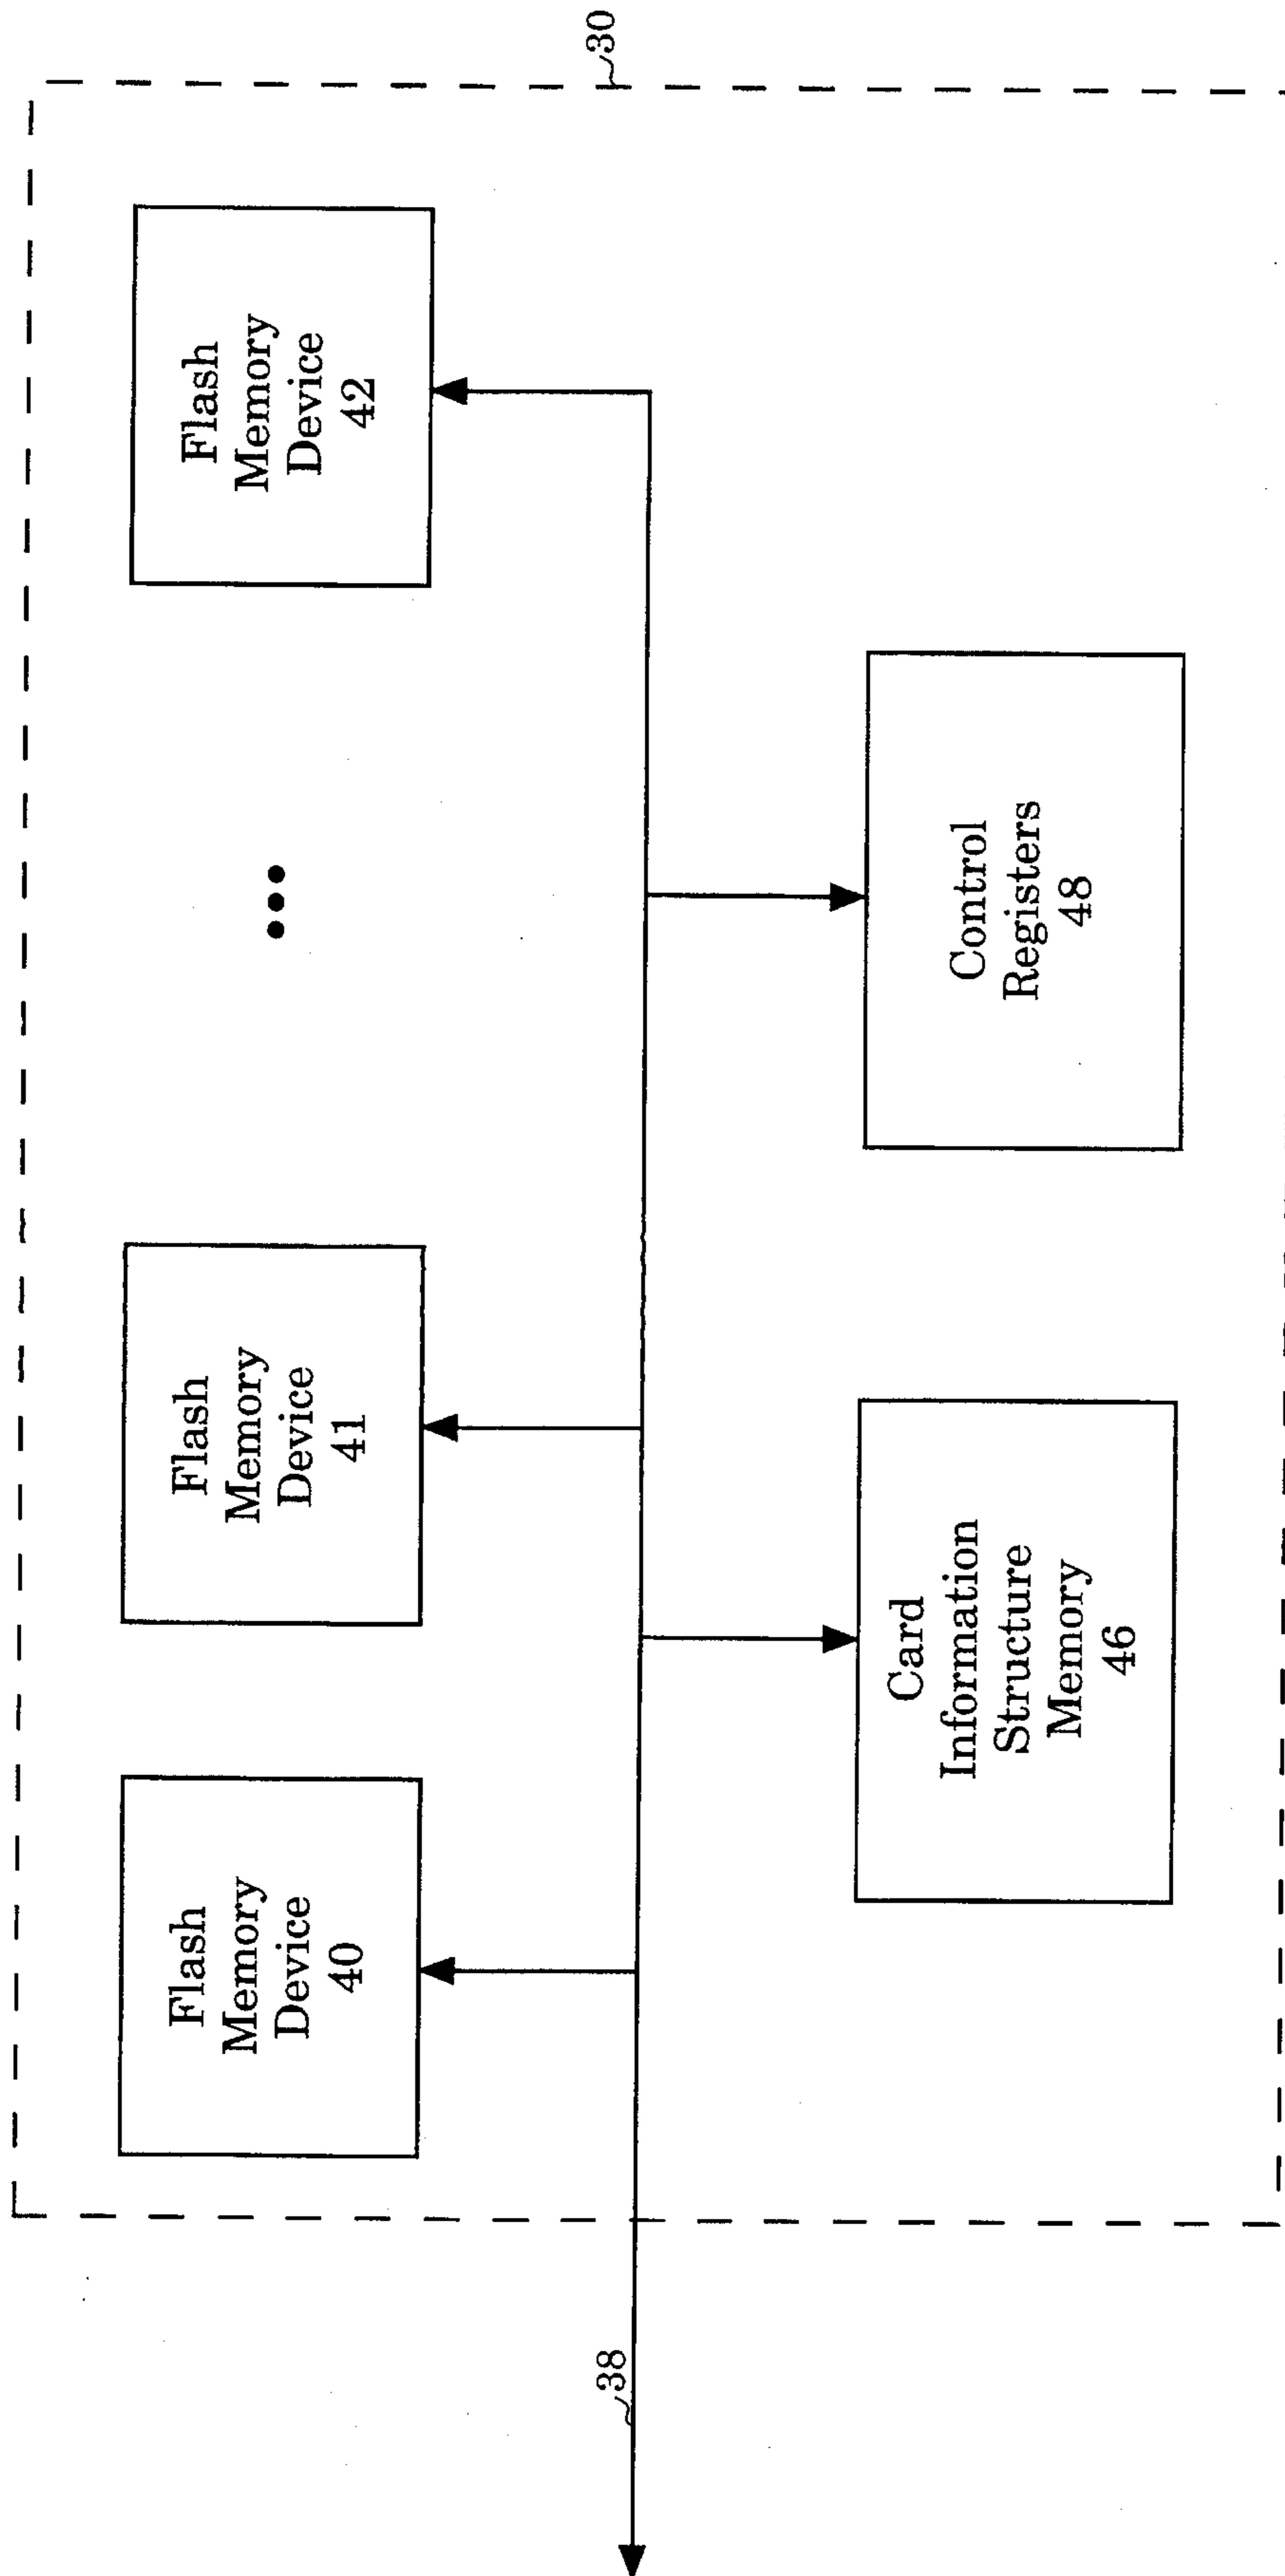 30
Flash
Memory
Device
40
Flash
Memory
Device
41
•••
Flash
Memory
Device
42
38
Card
Information
Structure
Memory
46
Control
Registers
48